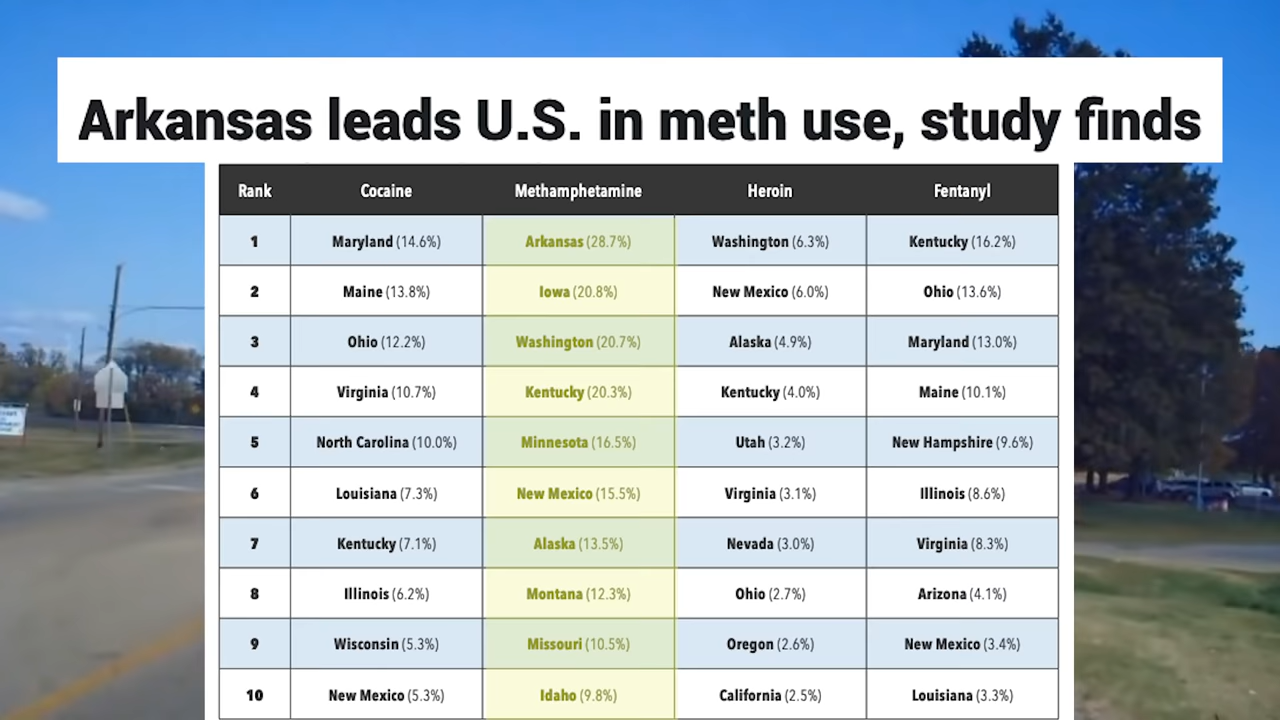 Arkansas leads U.S. in meth use, study finds
Rank Cocaine Methamphetamine Heroin Fentanyl
1 Maryland (14.6%) Arkansas (28.7%) Washington (6.3%) Kentucky (16.2%)
2 Maine (13.8%) Iowa (20.8%) New Mexico (6.0%) Ohio (13.6%)
3 Ohio (12.2%) Washington (20.7%) Alaska (4.9%) Maryland (13.0%)
4 Virginia (10.7%) Kentucky (20.3%) Kentucky (4.0%) Maine (10.1%)
5 North Carolina (10.0%) Minnesota (16.5%) Utah (3.2%) New Hampshire (9.6%)
6 Louisiana (7.3%) New Mexico (15.5%) Virginia (3.1%) Illinois (8.6%)
7 Kentucky (7.1%) Alaska (13.5%) Nevada (3.0%) Virginia (8.3%)
8 Illinois (6.2%) Montana (12.3%) Ohio (2.7%) Arizona (4.1%)
9 Wisconsin (5.3%) Missouri (10.5%) Oregon (2.6%) New Mexico (3.4%)
10 New Mexico (5.3%) Idaho (9.8%) California (2.5%) Louisiana (3.3%)